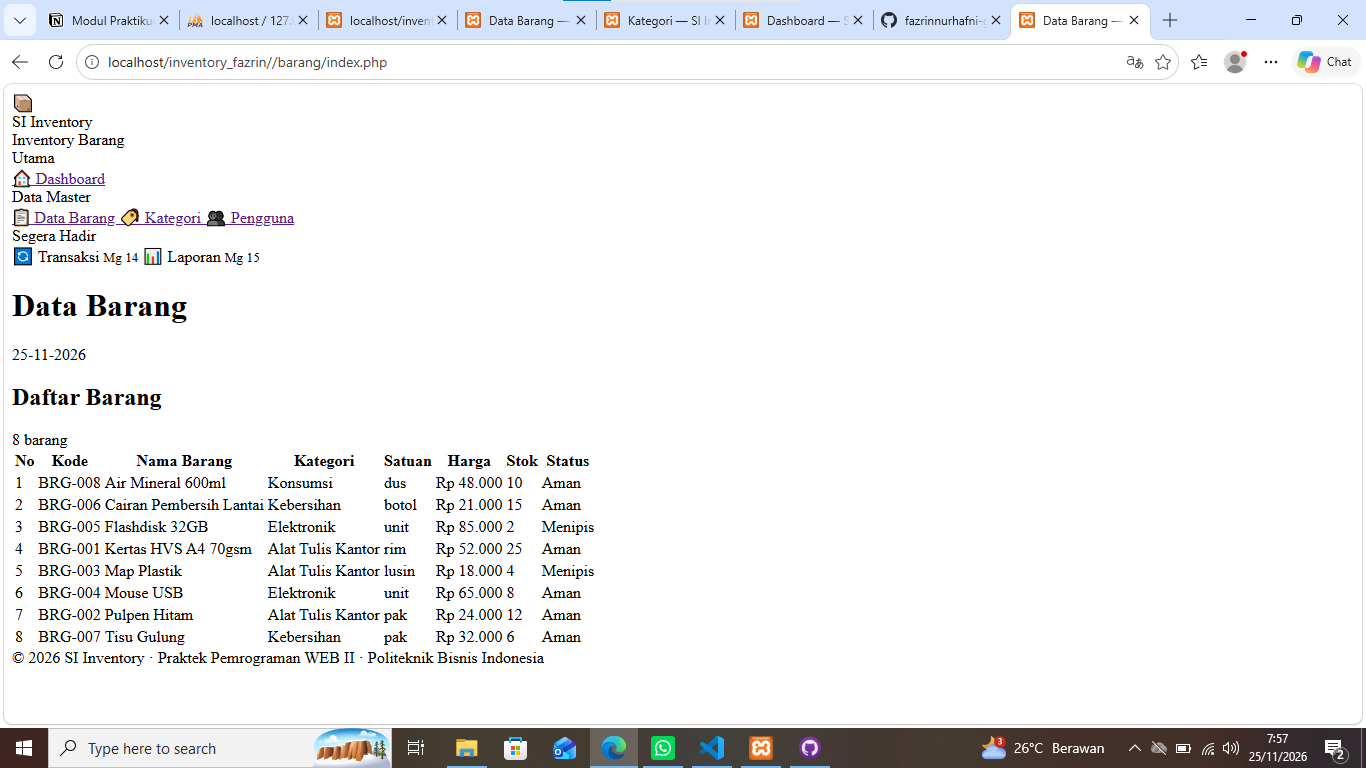 Modul Praktiku
localhost / 127.
localhost/inven
Data Barang —
Kategori — SI I
Dashboard — S
fazrinnurhafni-g
Data Barang —
localhost/inventory_fazrin//barang/index.php
Chat
SI Inventory
Inventory Barang
Utama
Dashboard
Data Master
Data Barang Kategori Pengguna
Segera Hadir
Transaksi Mg 14 Laporan Mg 15
Data Barang
25-11-2026
Daftar Barang
8 barang
No Kode Nama Barang Kategori Satuan Harga Stok Status
1 BRG-008 Air Mineral 600ml Konsumsi dus Rp 48.000 10 Aman
2 BRG-006 Cairan Pembersih Lantai Kebersihan botol Rp 21.000 15 Aman
3 BRG-005 Flashdisk 32GB Elektronik unit Rp 85.000 2 Menipis
4 BRG-001 Kertas HVS A4 70gsm Alat Tulis Kantor rim Rp 52.000 25 Aman
5 BRG-003 Map Plastik Alat Tulis Kantor lusin Rp 18.000 4 Menipis
6 BRG-004 Mouse USB Elektronik unit Rp 65.000 8 Aman
7 BRG-002 Pulpen Hitam Alat Tulis Kantor pak Rp 24.000 12 Aman
8 BRG-007 Tisu Gulung Kebersihan pak Rp 32.000 6 Aman
© 2026 SI Inventory · Praktek Pemrograman WEB II · Politeknik Bisnis Indonesia
Type here to search
3
26°C Berawan
7:57
25/11/2026
2